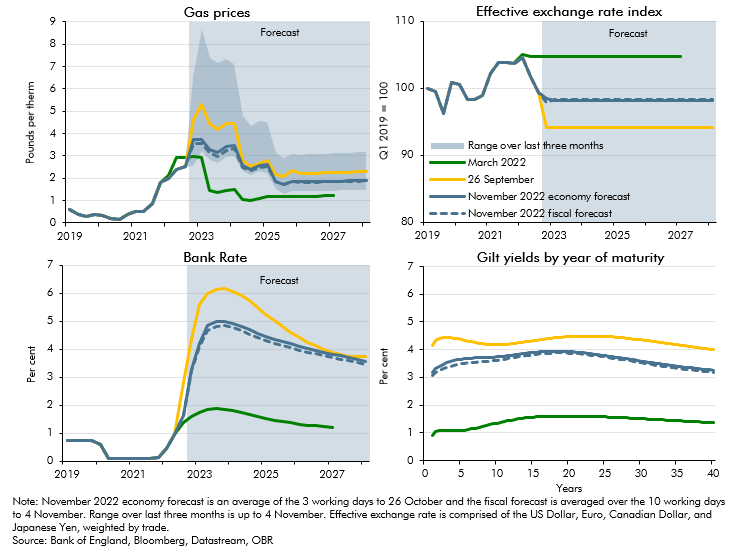 Gas prices
Pounds per therm
9
8
7
6
5
4
3
2
1
0
Forecast
2019 2021 2023 2025 2027
Effective exchange rate index
Q1 2019 = 100
110
100
90
80
Forecast
Range over last three months
March 2022
26 September
November 2022 economy forecast
November 2022 fiscal forecast
2019 2021 2023 2025 2027
Bank Rate
Per cent
7
6
5
4
3
2
1
0
Forecast
2019 2021 2023 2025 2027
Gilt yields by year of maturity
Per cent
7
6
5
4
3
2
1
0
0 5 10 15 20 25 30 35 40
Years
Note: November 2022 economy forecast is an average of the 3 working days to 26 October and the fiscal forecast is averaged over the 10 working days
to 4 November. Range over last three months is up to 4 November. Effective exchange rate is comprised of the US Dollar, Euro, Canadian Dollar, and
Japanese Yen, weighted by trade.
Source: Bank of England, Bloomberg, Datastream, OBR